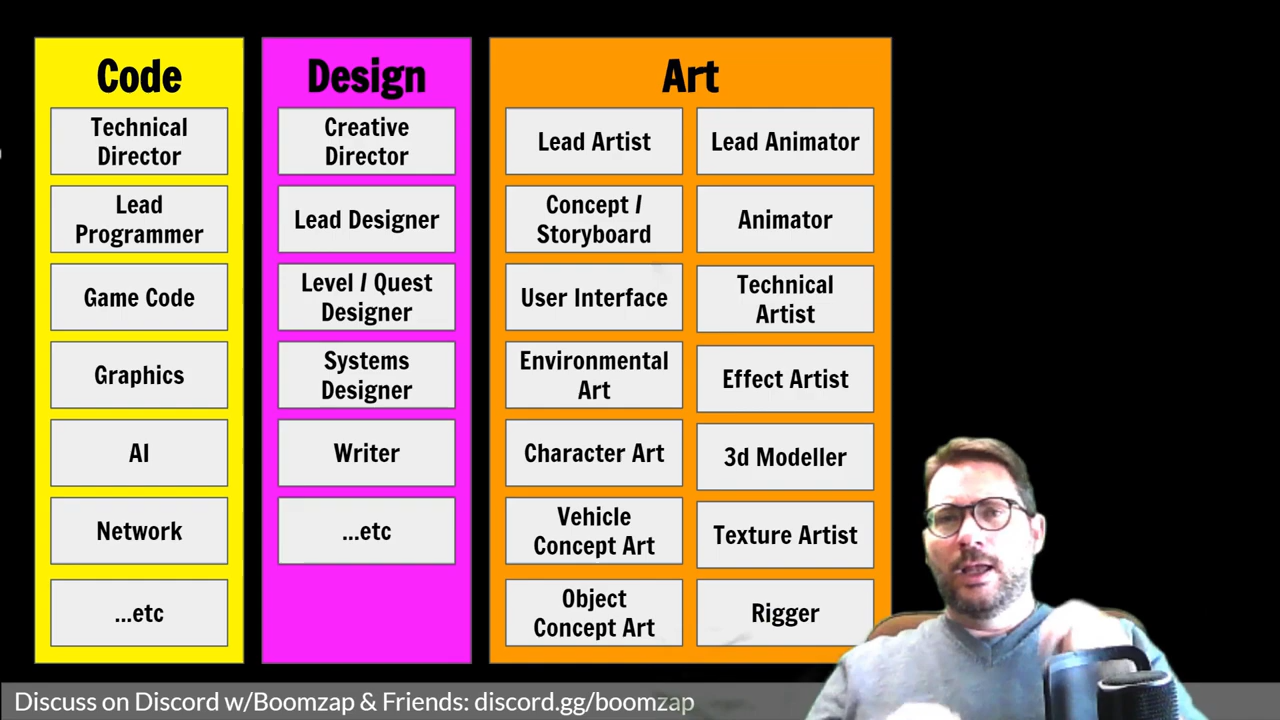 Code
Technical
Director
Lead
Programmer
Game Code
Graphics
AI
Network
...etc
Design
Creative
Director
Lead Designer
Level / Quest
Designer
Systems
Designer
Writer
...etc
Art
Lead Artist
Concept /
Storyboard
User Interface
Environmental
Art
Character Art
Vehicle
Concept Art
Object
Concept Art
Lead Animator
Animator
Technical
Artist
Effect Artist
3d Modeller
Texture Artist
Rigger
Discuss on Discord w/Boomzap & Friends: discord.gg/boomzap